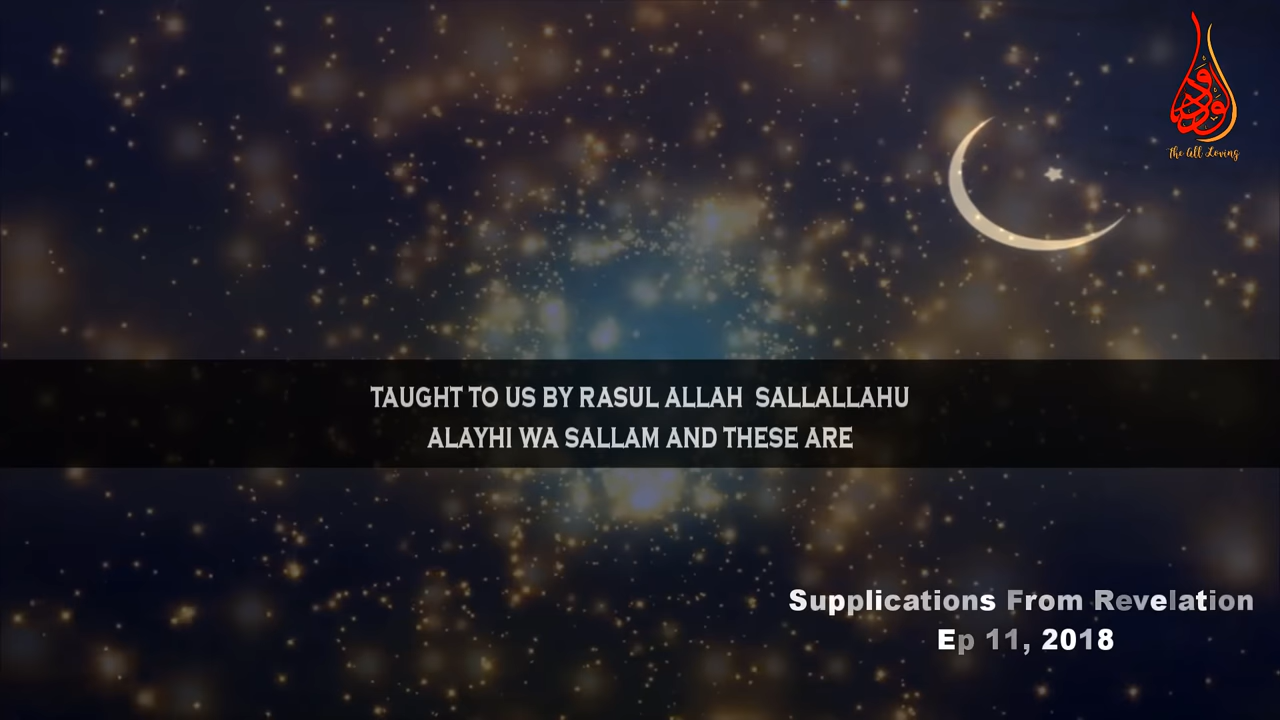 الودود
The All Loving
TAUGHT TO US BY RASUL ALLAH SALLALLAHU
ALAYHI WA SALLAM AND THESE ARE
Supplications From Revelation
Ep 11, 2018